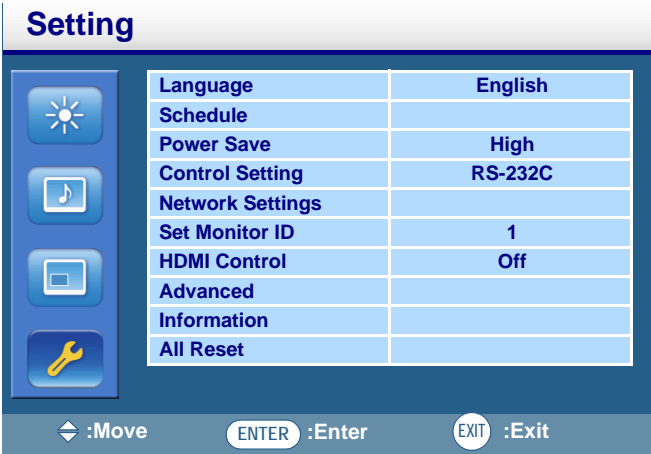 Setting
Language English
Schedule
Power Save High
Control Setting RS-232C
Network Settings
Set Monitor ID 1
HDMI Control Off
Advanced
Information
All Reset
:Move ENTER :Enter EXIT :Exit